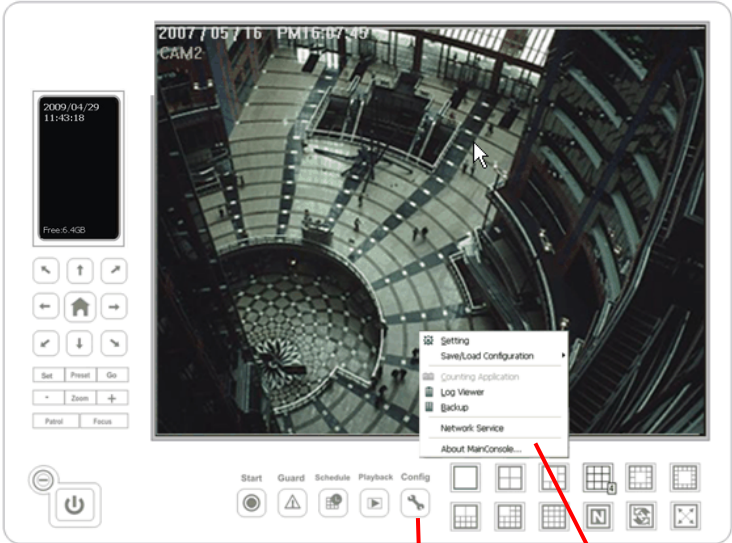 2007 / 05 / 16 PM16:07:45
CAM2
2009/04/29
11:43:18
Free:6.4GB
Set Preset Go
- Zoom +
Patrol Focus
Setting
Save/Load Configuration
Counting Application
Log Viewer
Backup
Network Service
About MainConsole....
Start Guard Schedule Playback Config
4
N